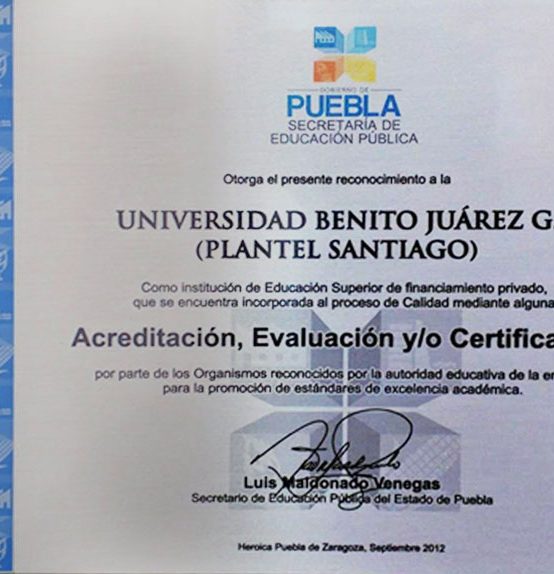 GOBIERNO DE
PUEBLA
SECRETARÍA DE
EDUCACIÓN PÚBLICA
Otorga el presente reconocimiento a la
UNIVERSIDAD BENITO JUÁREZ G.
(PLANTEL SANTIAGO)
Como institución de Educación Superior de financiamiento privado,
que se encuentra incorporada al proceso de Calidad mediante alguna
Acreditación, Evaluación y/o Certifica
por parte de los Organismos reconocidos por la autoridad educativa de la en
para la promoción de estándares de excelencia académica.
Luis Maldonado Venegas
Secretario de Educación Pública del Estado de Puebla
Heroica Puebla de Zaragoza, Septiembre 2012